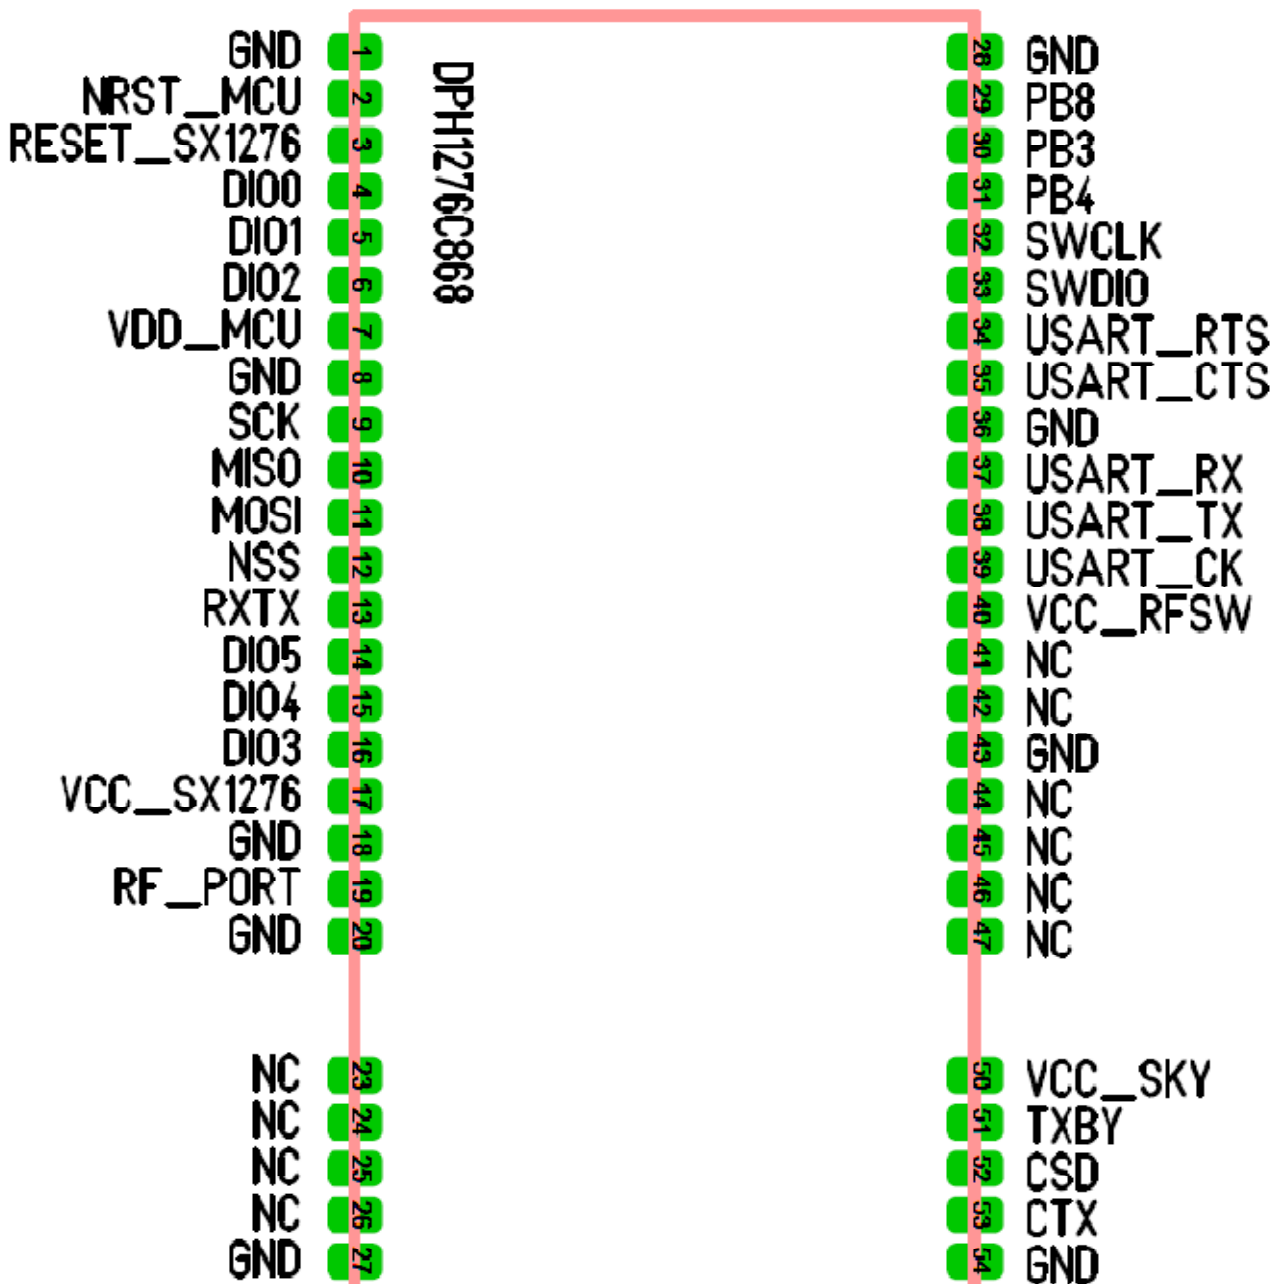 GND 1 28 GND
NRST_MCU 2 29 PB8
RESET_SX1276 3 30 PB3
DIO0 4 31 PB4
DIO1 5 32 SWCLK
DIO2 6 33 SWDIO
VDD_MCU 7 34 USART_RTS
GND 8 35 USART_CTS
SCK 9 36 GND
MISO 10 37 USART_RX
MOSI 11 38 USART_TX
NSS 12 39 USART_CK
RXTX 13 40 VCC_RFSW
DIO5 14 41 NC
DIO4 15 42 NC
DIO3 16 43 GND
VCC_SX1276 17 44 NC
GND 18 45 NC
RF_PORT 19 46 NC
GND 20 47 NC
NC 23 50 VCC_SKY
NC 24 51 TXBY
NC 25 52 CSD
NC 26 53 CTX
GND 27 54 GND
DPH1276C868